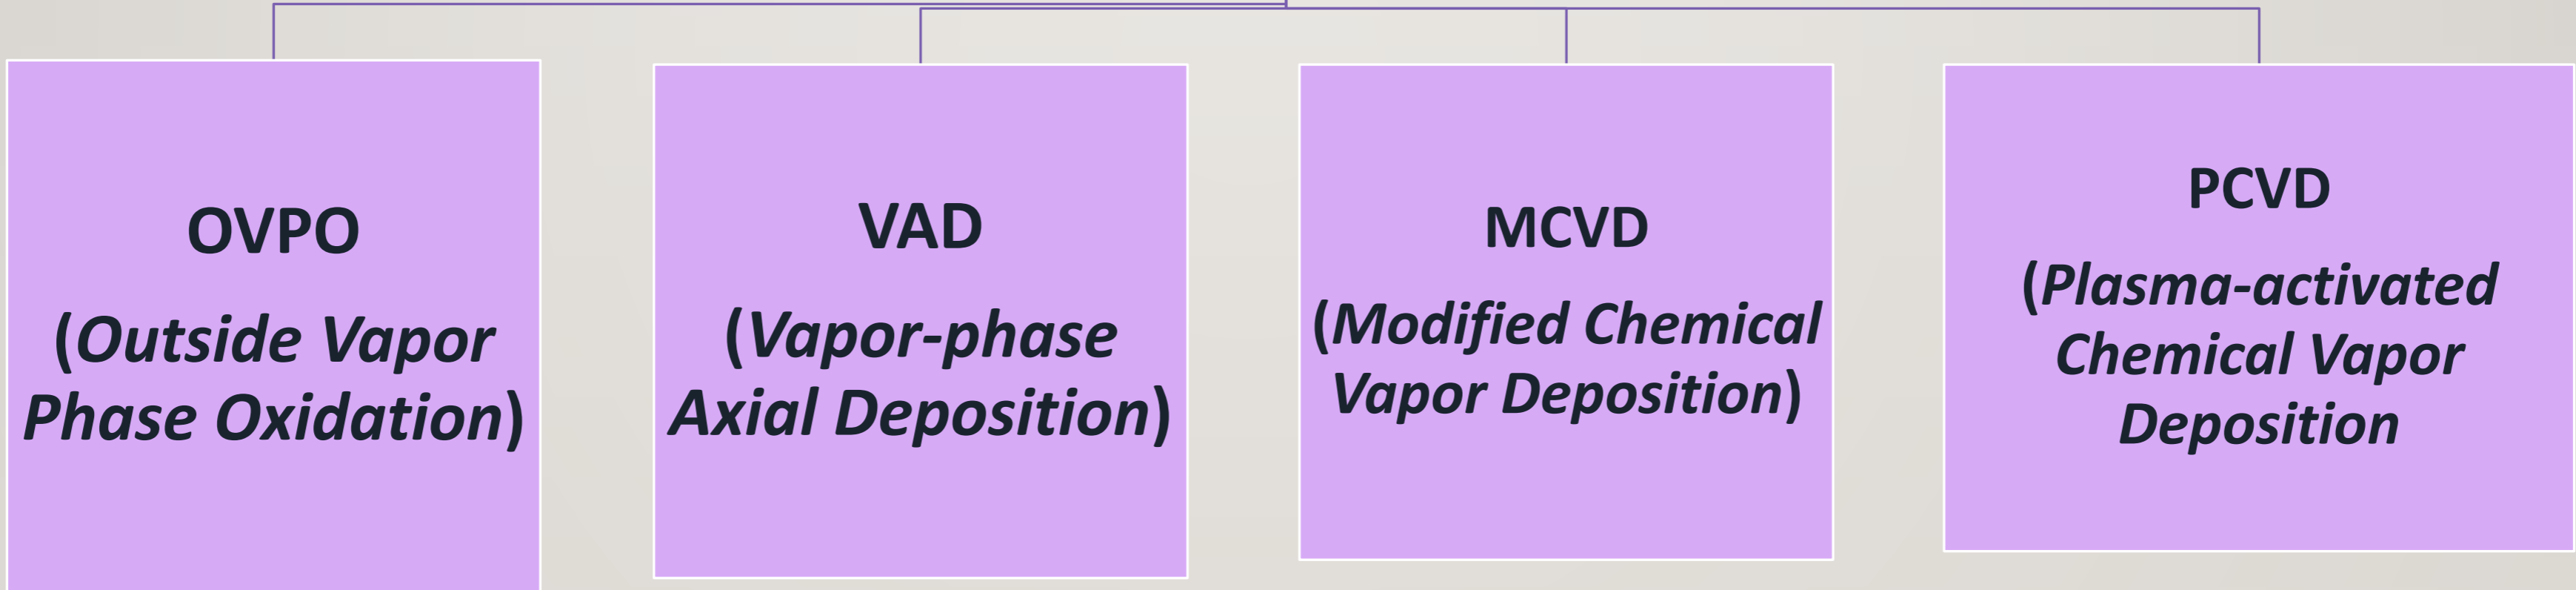 OVPO
(Outside Vapor
Phase Oxidation)
VAD
(Vapor-phase
Axial Deposition)
MCVD
(Modified Chemical
Vapor Deposition)
PCVD
(Plasma-activated
Chemical Vapor
Deposition